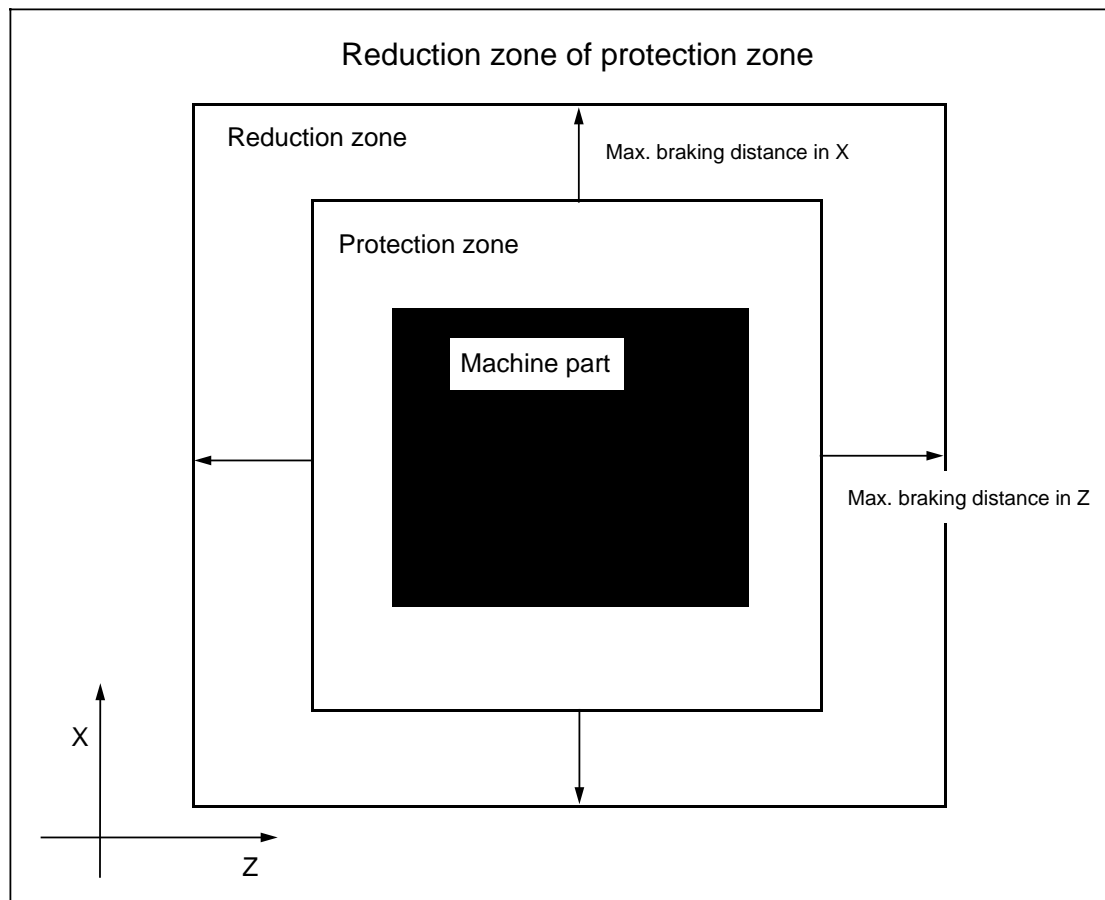 Reduction zone of protection zone
Reduction zone
Max. braking distance in X
Protection zone
Machine part
Max. braking distance in Z
X
Z